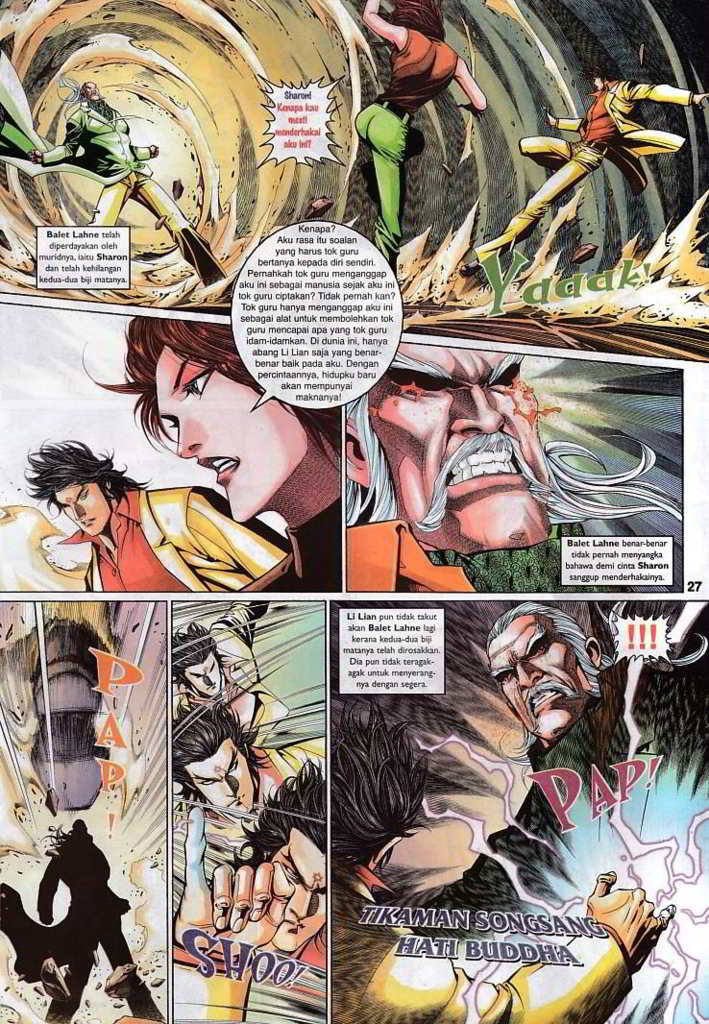 Sharon!
Kenapa kau
mesti
menderhakai
aku ini?
Balet Lahne telah
diperdayakan oleh
muridnya, iaitu Sharon
dan telah kehilangan
kedua-dua biji matanya.
Ydaaak!
Kenapa?
Aku rasa itu soalan
yang harus tok guru
bertanya kepada diri sendiri.
Pernahkah tok guru menganggap
aku ini sebagai manusia sejak aku ini
tok guru ciptakan? Tidak pernah kan?
Tok guru hanya menganggap aku ini
sebagai alat untuk membolehkan tok
guru mencapai apa yang tok guru
idam-idamkan. Di dunia ini, hanya
abang Li Lian saja yang benar-
benar baik pada aku. Dengan
percintaannya, hidupku baru
akan mempunyai
maknanya!
Balet Lahne benar-benar
tidak pernah menyangka
bahawa demi cinta Sharon
sanggup menderhakainya.
27
PAP!
SHOO!
Li Lian pun tidak takut
akan Balet Lahne lagi
kerana kedua-dua biji
matanya telah dirosakkan.
Dia pun tidak teragak-
agak untuk menyerang-
nya dengan segera.
!!!
PAP!
TIKAMAN SONGSANG
HATI BUDDHA